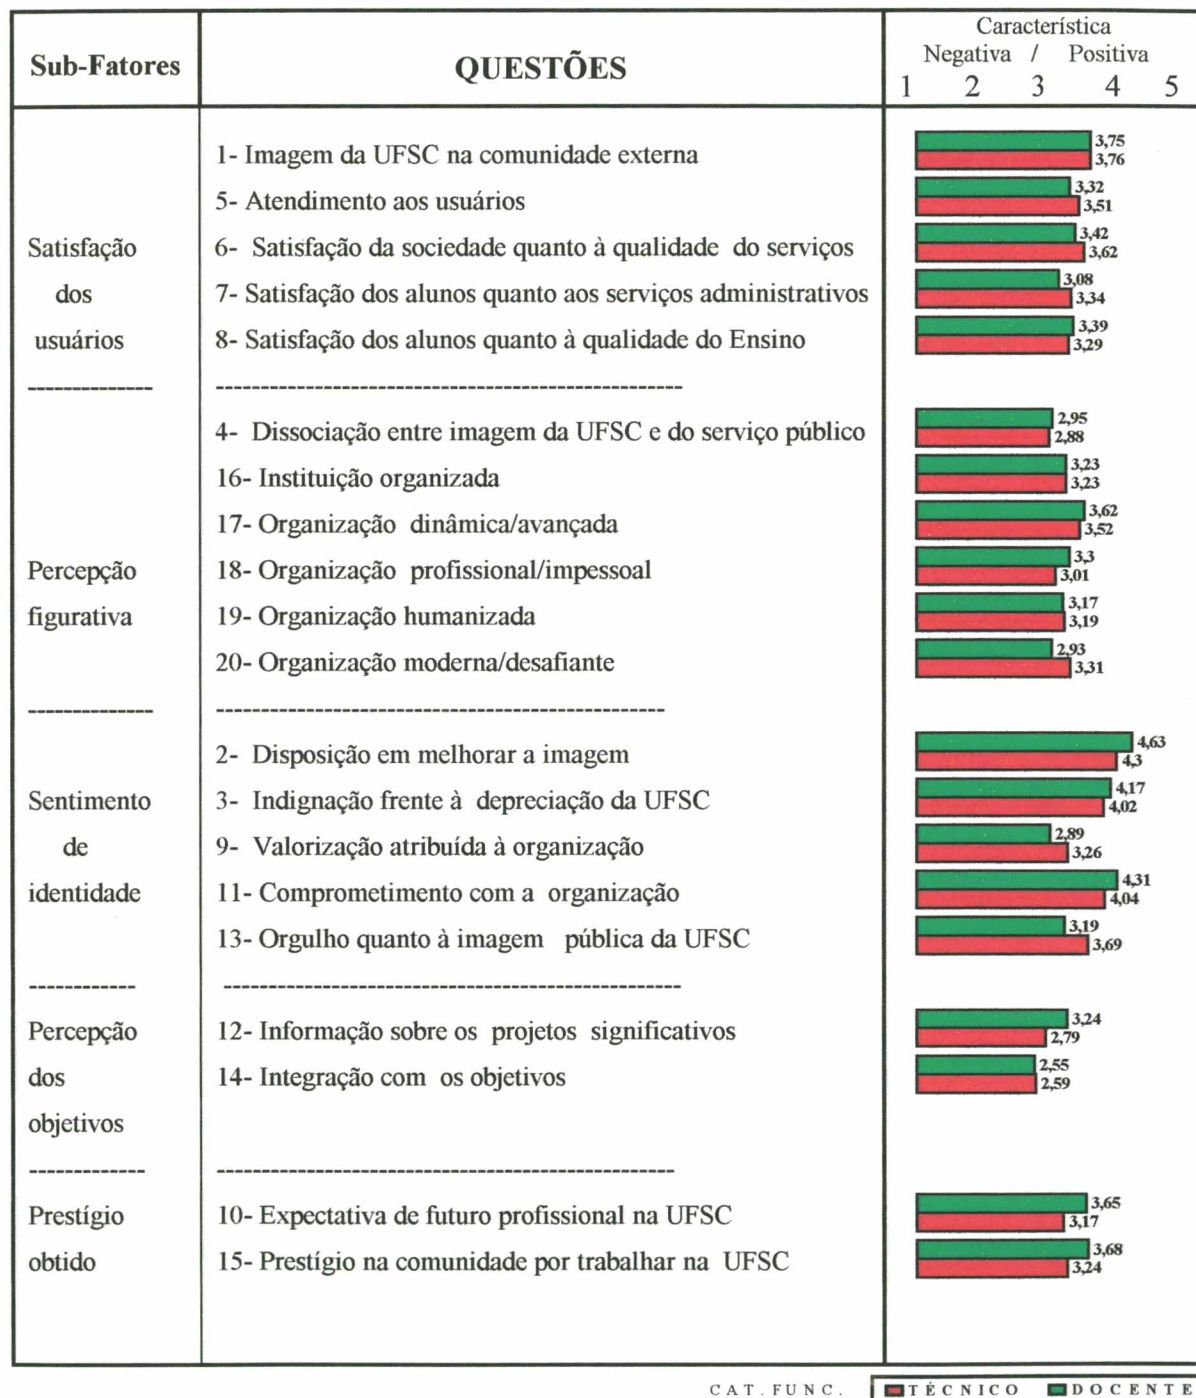 Sub-Fatores
QUESTÕES
Característica
Negativa / Positiva
1 2 3 4 5
Satisfação
dos
usuários
1- Imagem da UFSC na comunidade externa
3,75
3,76
5- Atendimento aos usuários
3,32
3,51
6- Satisfação da sociedade quanto à qualidade do serviços
3,42
3,62
7- Satisfação dos alunos quanto aos serviços administrativos
3,08
3,34
8- Satisfação dos alunos quanto à qualidade do Ensino
3,39
3,29
-------------
---------------------------------------------------
Percepção
figurativa
4- Dissociação entre imagem da UFSC e do serviço público
2,95
2,88
16- Instituição organizada
3,23
3,23
17- Organização dinâmica/avançada
3,62
3,52
18- Organização profissional/impessoal
3,3
3,01
19- Organização humanizada
3,17
3,19
20- Organização moderna/desafiante
2,93
3,31
-------------
-------------------------------------------------
Sentimento
de
identidade
2- Disposição em melhorar a imagem
4,63
4,3
3- Indignação frente à depreciação da UFSC
4,17
4,02
9- Valorização atribuída à organização
2,89
3,26
11- Comprometimento com a organização
4,31
4,04
13- Orgulho quanto à imagem pública da UFSC
3,19
3,69
------------
--------------------------------------------------
Percepção
dos
objetivos
12- Informação sobre os projetos significativos
3,24
2,79
14- Integração com os objetivos
2,55
2,59
-------------
--------------------------------------------------
Prestígio
obtido
10- Expectativa de futuro profissional na UFSC
3,65
3,17
15- Prestígio na comunidade por trabalhar na UFSC
3,68
3,24
CAT.FUNC. TÉCNICO DOCENTE